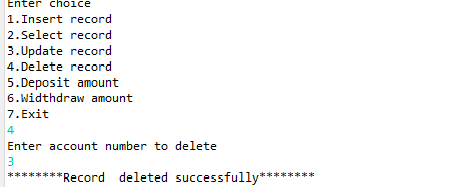 Enter choice
1.Insert record
2.Select record
3.Update record
4.Delete record
5.Deposit amount
6.Widthdraw amount
7.Exit
4
Enter account number to delete
3
********Record  deleted successfully********